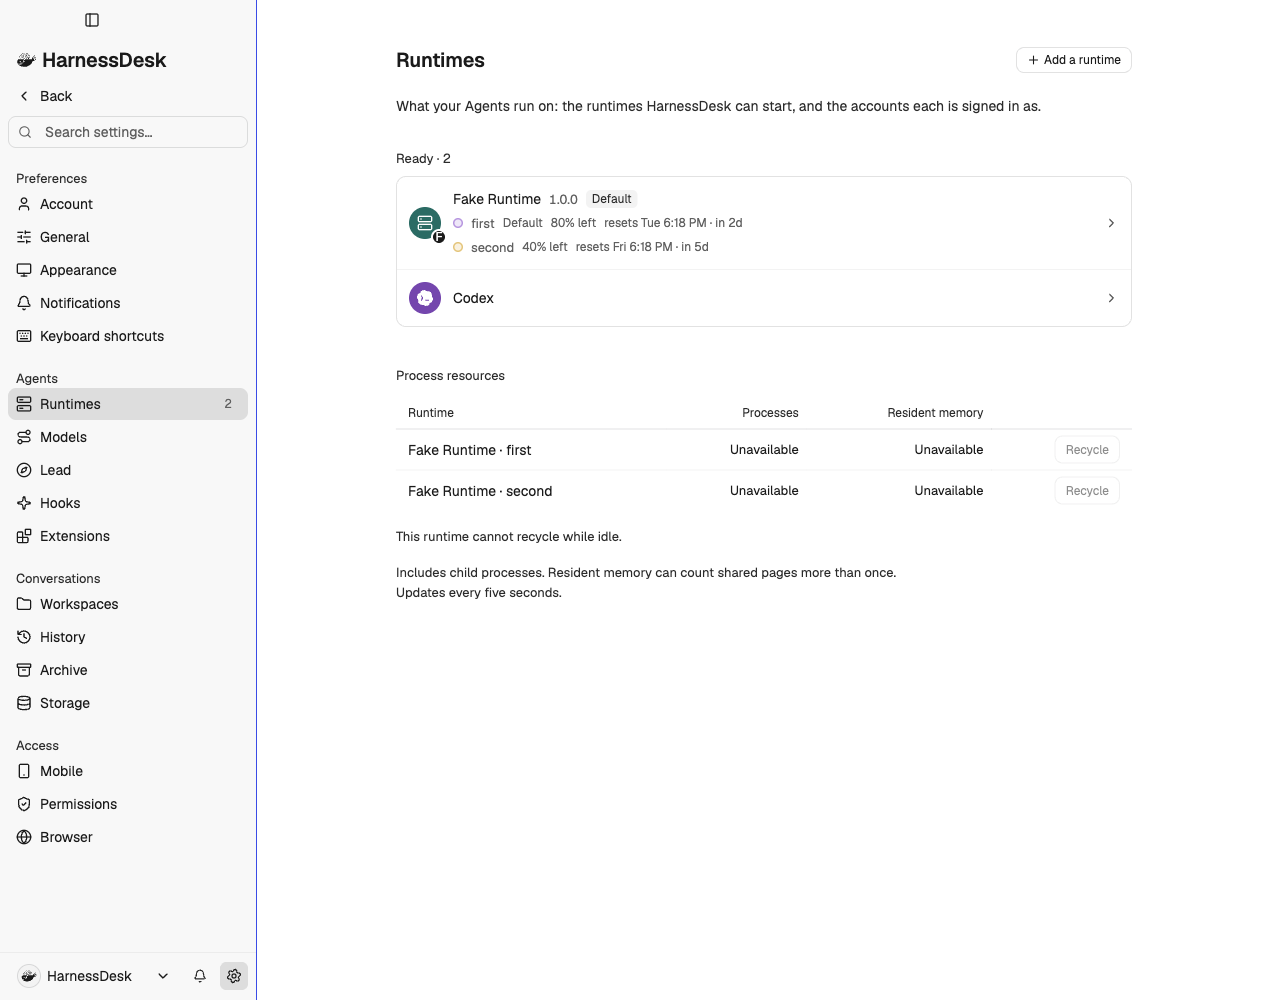 HarnessDesk
Back
Search settings...
Preferences
Account
General
Appearance
Notifications
Keyboard shortcuts
Agents
Runtimes 2
Models
Lead
Hooks
Extensions
Conversations
Workspaces
History
Archive
Storage
Access
Mobile
Permissions
Browser
HarnessDesk
Runtimes
Add a runtime
What your Agents run on: the runtimes HarnessDesk can start, and the accounts each is signed in as.
Ready · 2
Fake Runtime 1.0.0 Default
first Default 80% left resets Tue 6:18 PM · in 2d
F
second 40% left resets Fri 6:18 PM · in 5d
Codex
Process resources
Runtime Processes Resident memory
Fake Runtime · first Unavailable Unavailable Recycle
Fake Runtime · second Unavailable Unavailable Recycle
This runtime cannot recycle while idle.
Includes child processes. Resident memory can count shared pages more than once.
Updates every five seconds.